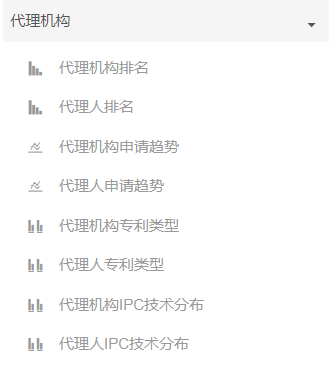 代理机构
代理机构排名
代理人排名
代理机构申请趋势
代理人申请趋势
代理机构专利类型
代理人专利类型
代理机构IPC技术分布
代理人IPC技术分布